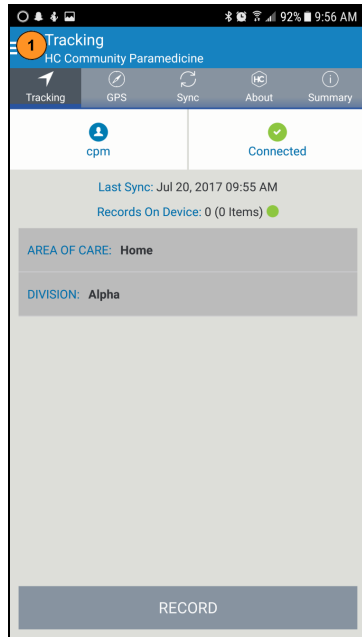 92% 9:56 AM
1
Tracking
HC Community Paramedicine
Tracking GPS Sync HC About Summary
cpm Connected
Last Sync: Jul 20, 2017 09:55 AM
Records On Device: 0 (0 Items)
AREA OF CARE: Home
DIVISION: Alpha
RECORD